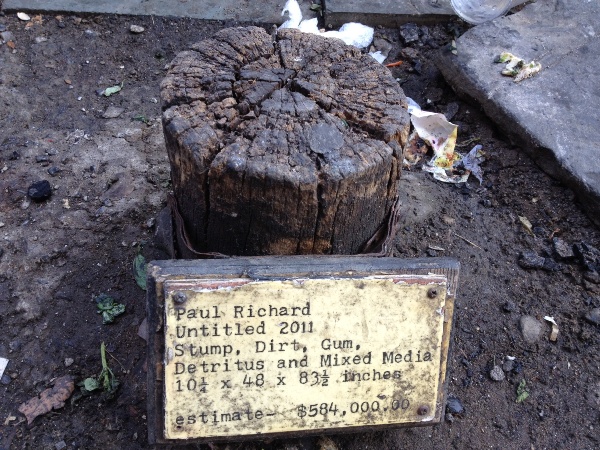 Paul Richard
Untitled 2011
Stump, Dirt, Gum,
Detritus and Mixed Media
10½ x 48 x 83½ inches
estimate- $584,000.00